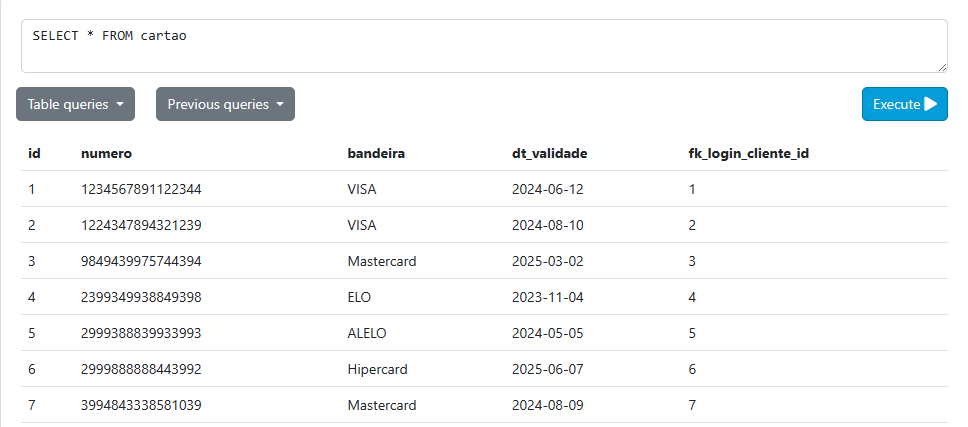 SELECT * FROM cartao
Table queries Previous queries Execute
id numero bandeira dt_validade fk_login_cliente_id
1 1234567891122344 VISA 2024-06-12 1
2 1224347894321239 VISA 2024-08-10 2
3 9849439975744394 Mastercard 2025-03-02 3
4 2399349938849398 ELO 2023-11-04 4
5 2999388839933993 ALELO 2024-05-05 5
6 2999888888443992 Hipercard 2025-06-07 6
7 3994843338581039 Mastercard 2024-08-09 7